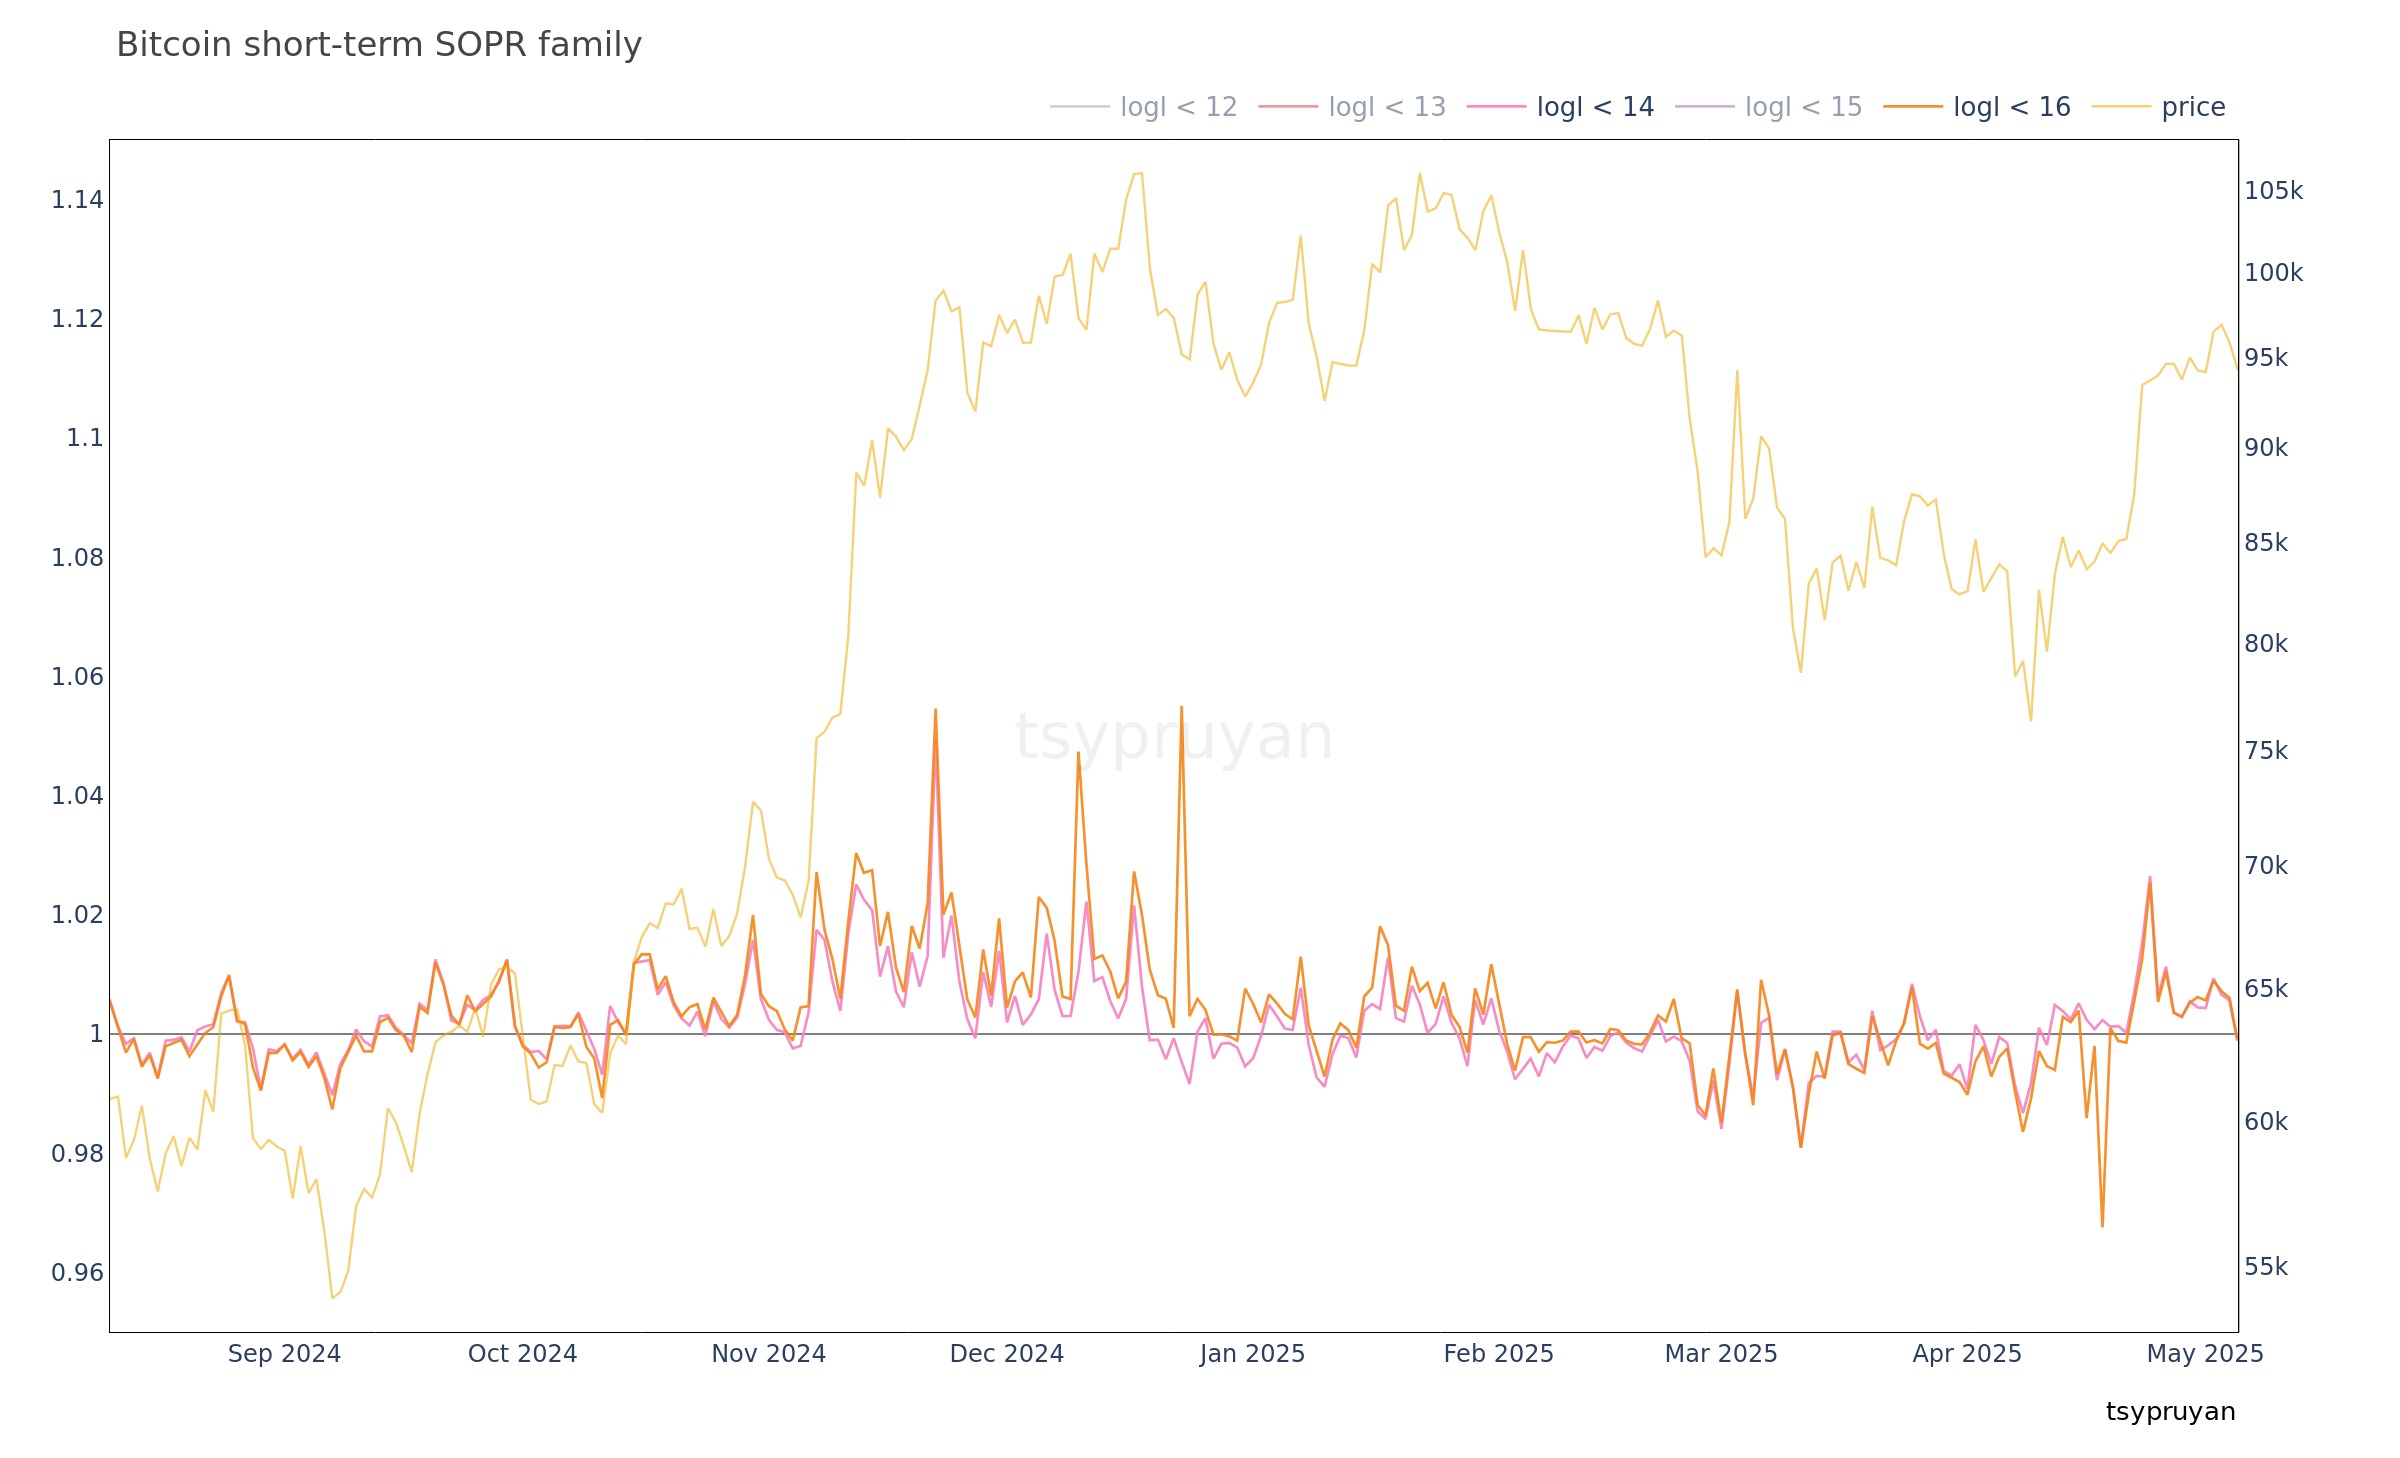 Bitcoin short-term SOPR family
logl < 12 logl < 13 logl < 14 logl < 15 logl < 16 price
1.14
1.12
1.1
1.08
1.06
1.04
1.02
1
0.98
0.96
105k
100k
95k
90k
85k
80k
75k
70k
65k
60k
55k
tsypruyan
Sep 2024 Oct 2024 Nov 2024 Dec 2024 Jan 2025 Feb 2025 Mar 2025 Apr 2025 May 2025
tsypruyan